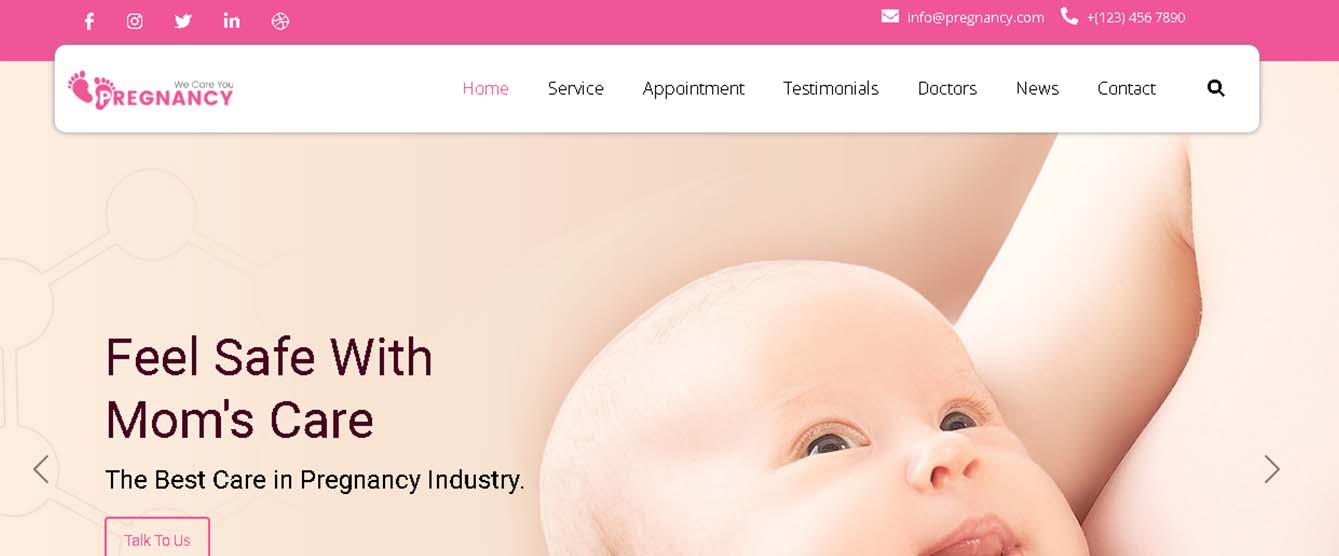 info@pregnancy.com +(123) 456 7890
We Care You
PREGNANCY
Home Service Appointment Testimonials Doctors News Contact
Feel Safe With
Mom's Care
The Best Care in Pregnancy Industry.
Talk To Us